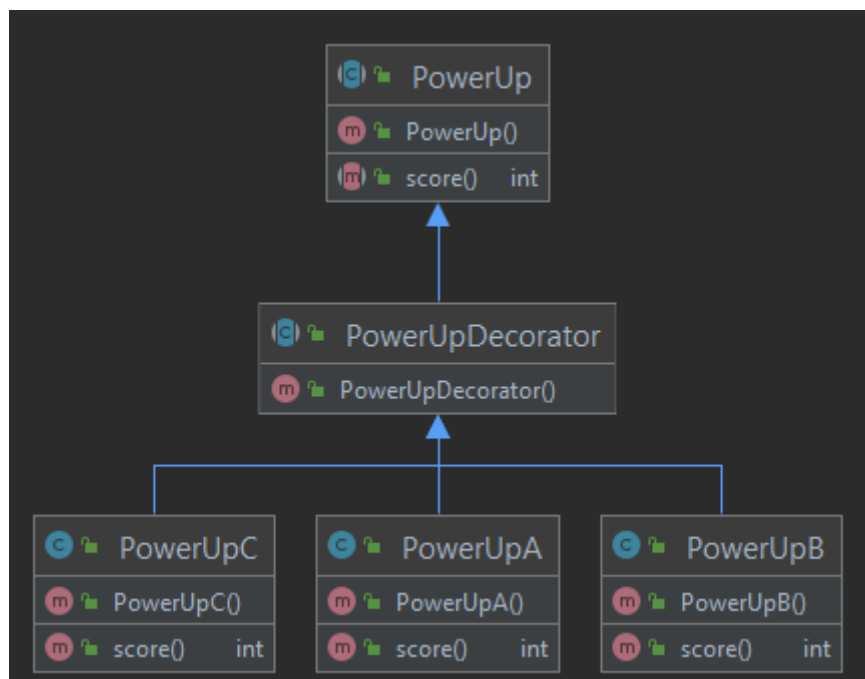 PowerUp
PowerUp()
score() int
PowerUpDecorator
PowerUpDecorator()
PowerUpC
PowerUpC()
score() int
PowerUpA
PowerUpA()
score() int
PowerUpB
PowerUpB()
score() int